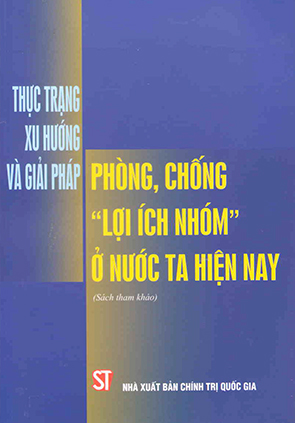 THỰC TRẠNG
XU HƯỚNG
VÀ GIẢI PHÁP
PHÒNG, CHỐNG
“LỢI ÍCH NHÓM”
Ở NƯỚC TA HIỆN NAY
(Sách tham khảo)
ST
NHÀ XUẤT BẢN CHÍNH TRỊ QUỐC GIA